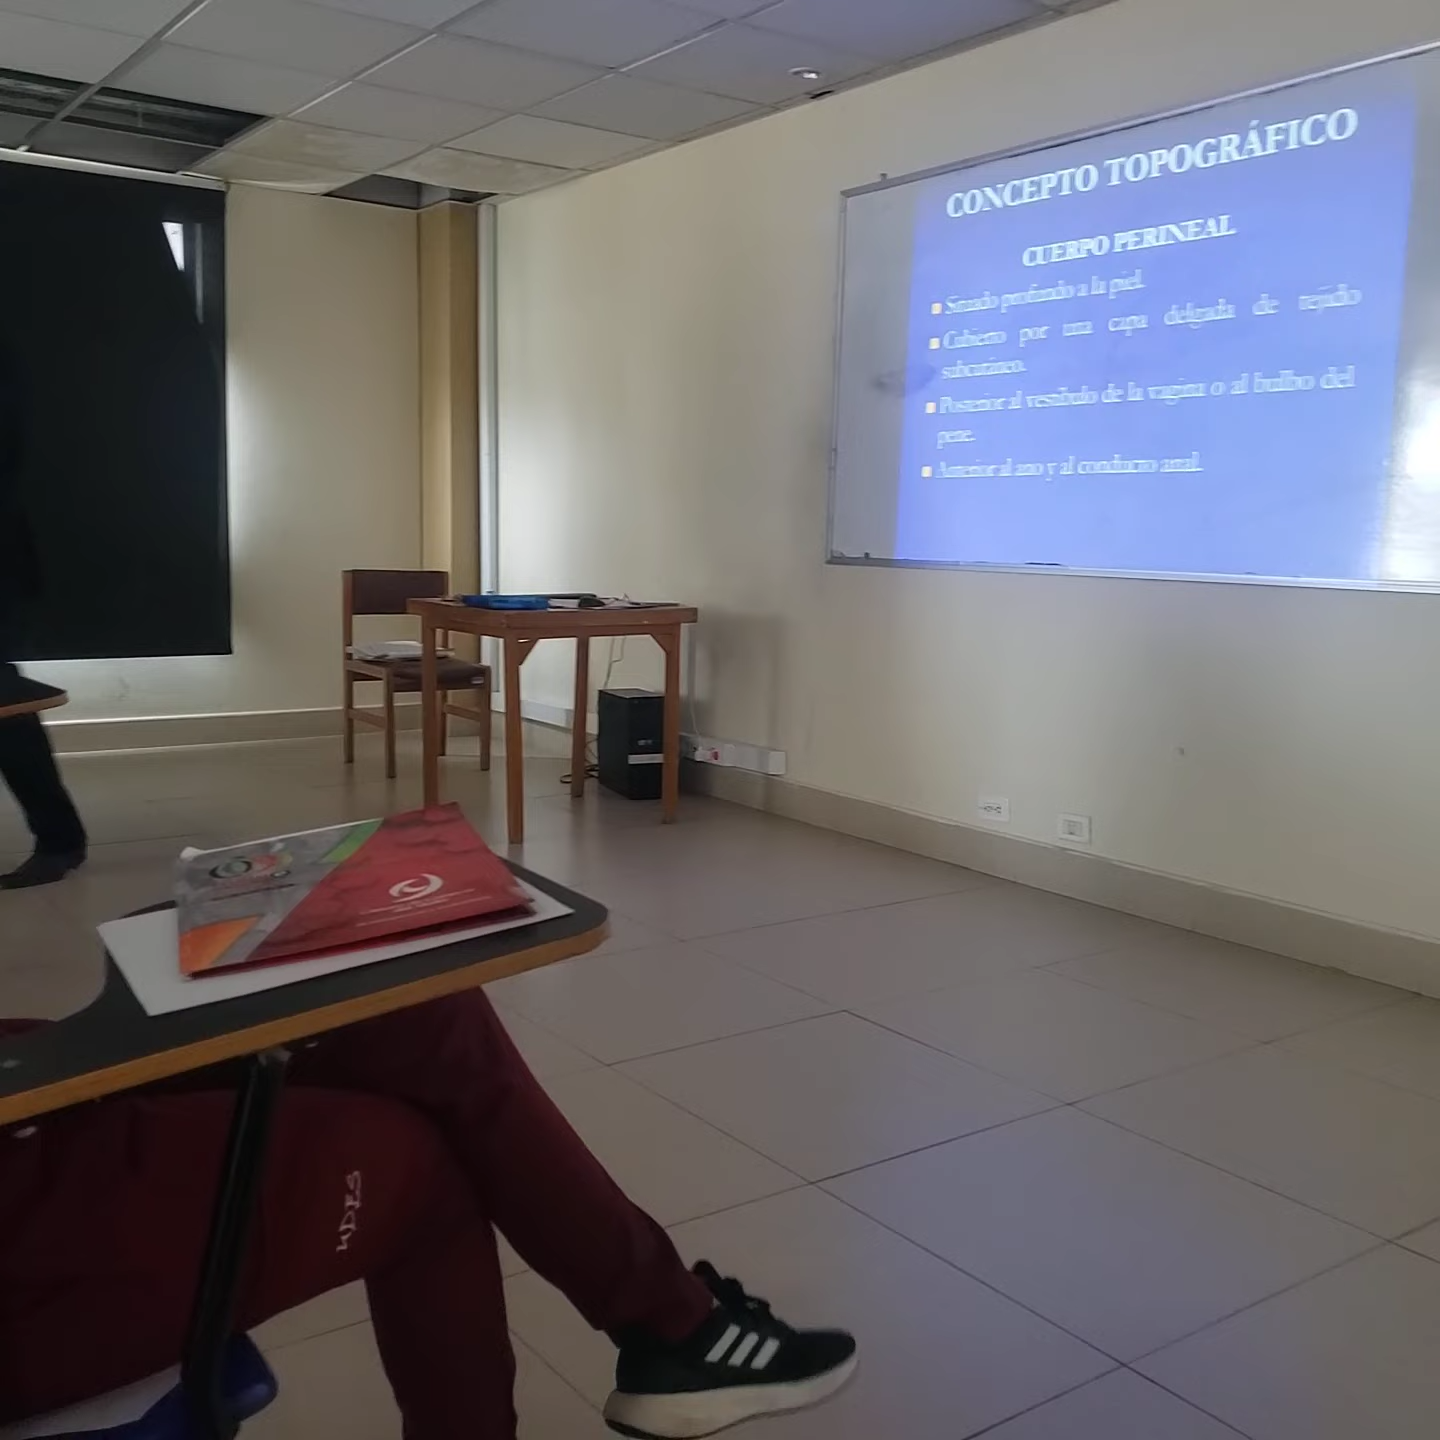 CONCEPTO TOPOGRÁFICO
CUERPO PERINEAL
Situado profundo a la piel.
Cubierto por una capa delgada de tejido
subcutáneo.
Posterior al vestíbulo de la vagina o al bulbo del
pene.
Anterior al ano y al conducto anal.
UDES